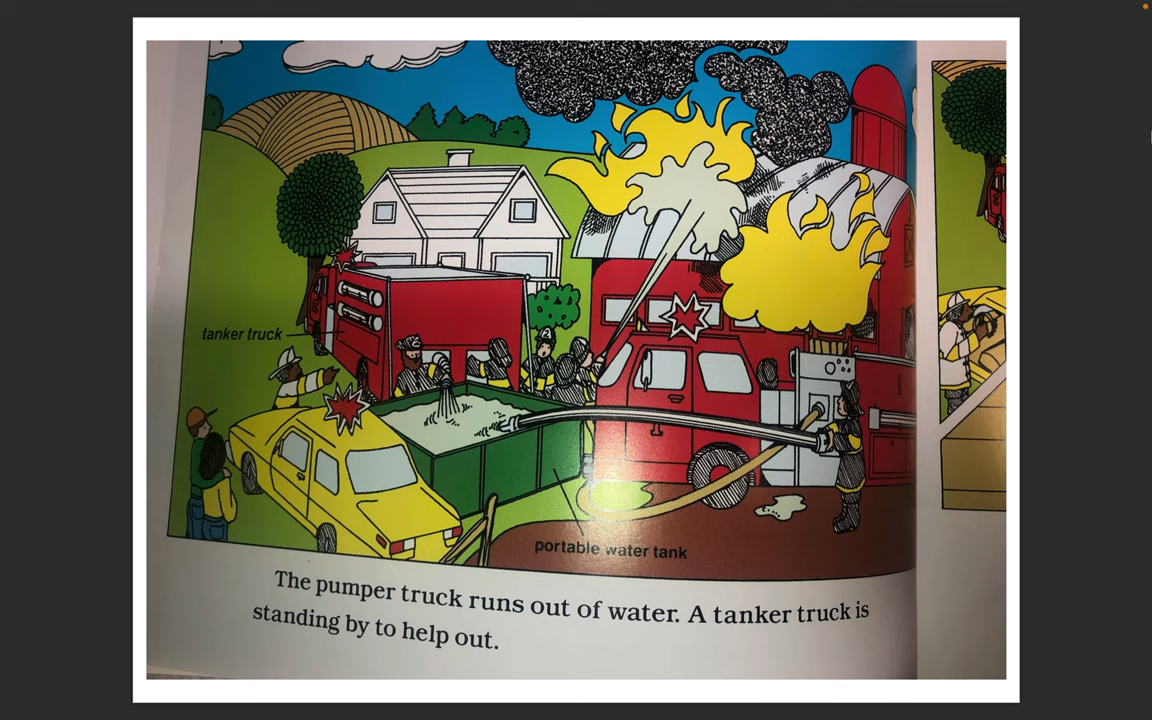 tanker truck
portable water tank
The pumper truck runs out of water. A tanker truck is
standing by to help out.